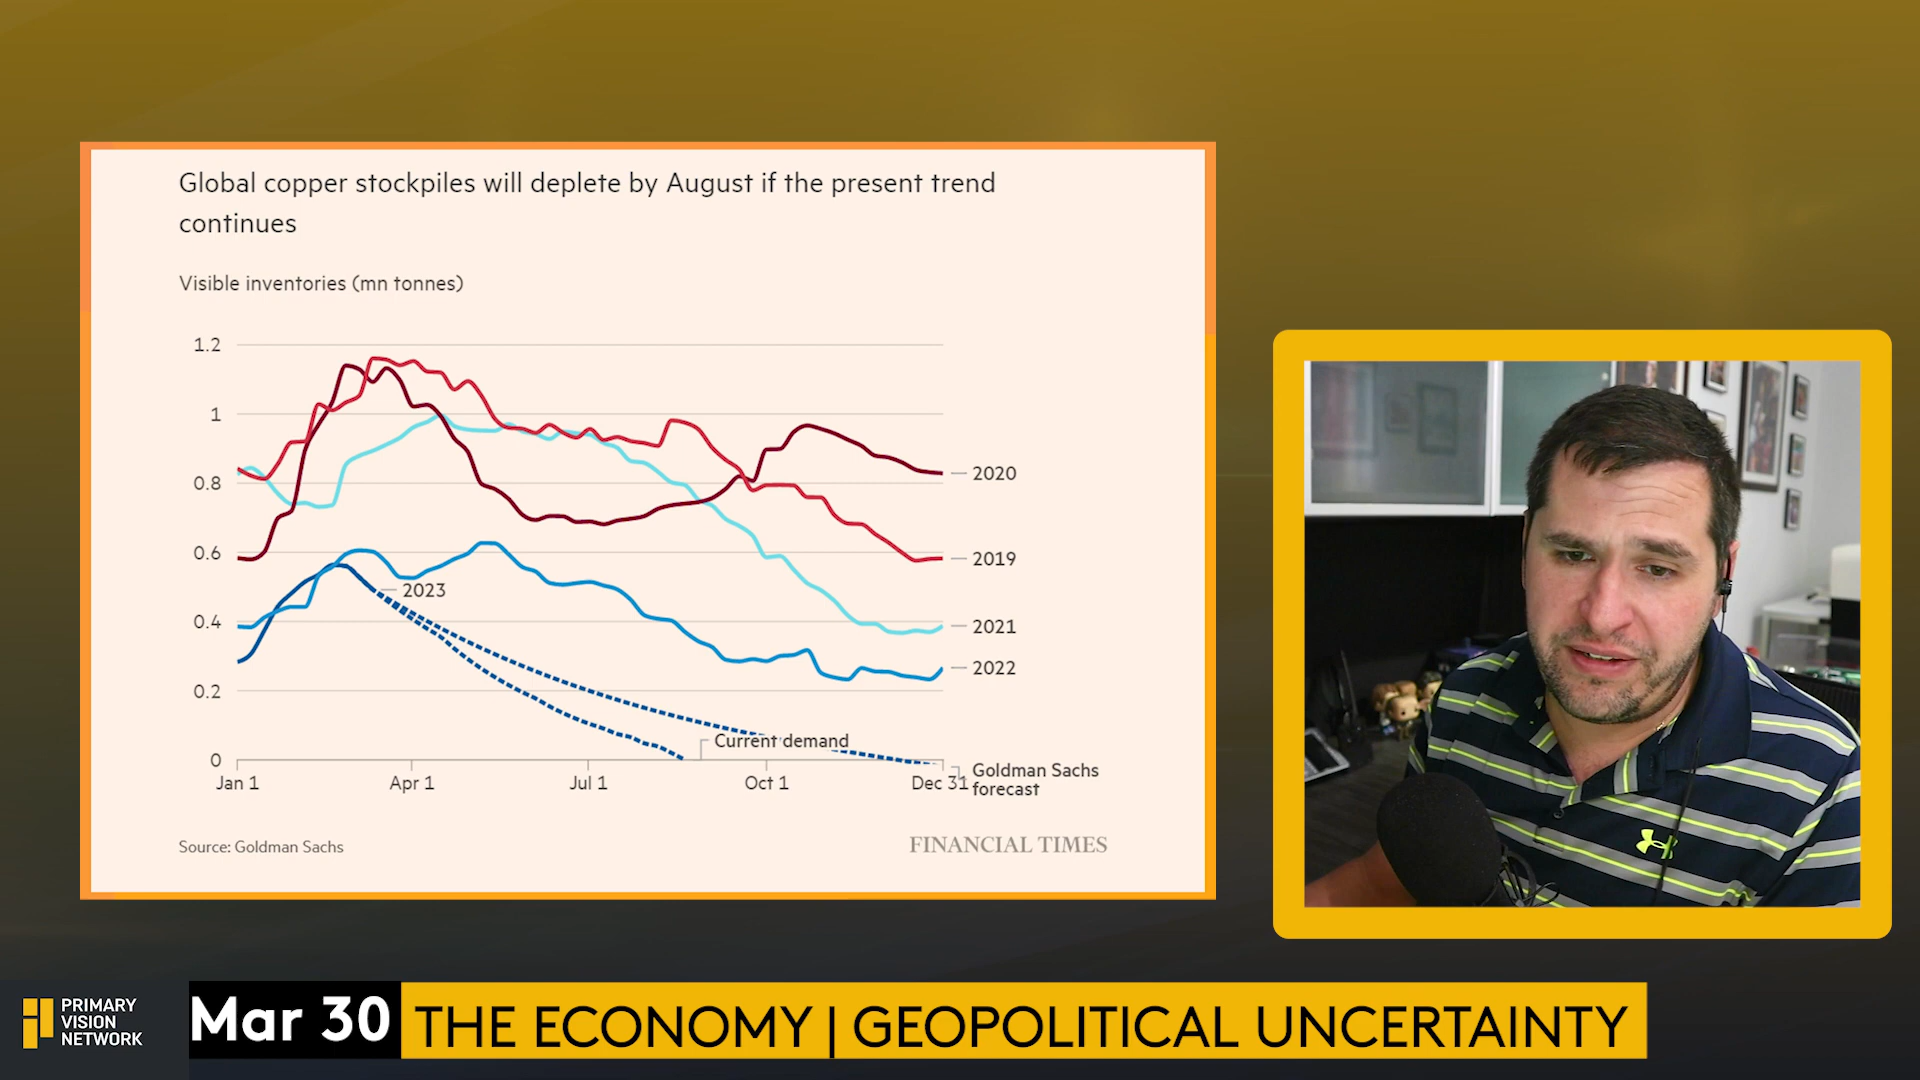 Global copper stockpiles will deplete by August if the present trend
continues
Visible inventories (mn tonnes)
1.2
1
0.8
0.6
0.4
0.2
0
2020
2019
2023
2021
2022
Current demand
Goldman Sachs
forecast
Jan 1
Apr 1
Jul 1
Oct 1
Dec 31
Source: Goldman Sachs
FINANCIAL TIMES
PRIMARY
VISION
NETWORK
Mar 30
THE ECONOMY | GEOPOLITICAL UNCERTAINTY